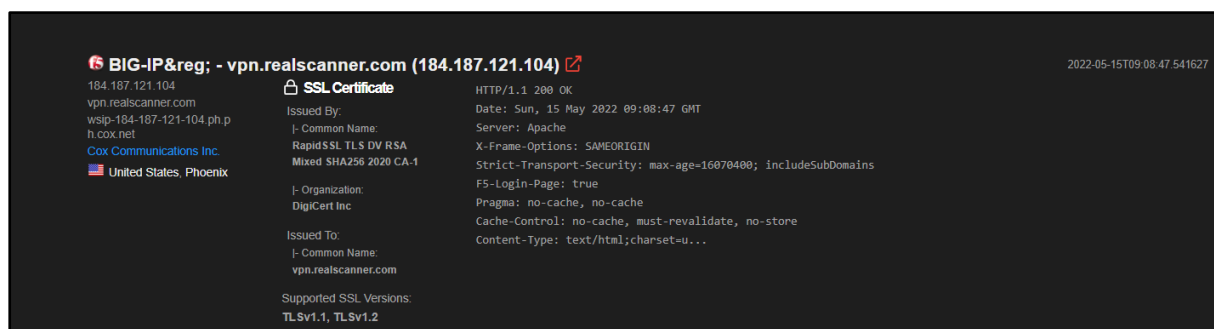 BIG-IP&reg; - vpn.realscanner.com (184.187.121.104)
2022-05-15T09:08:47.541627
184.187.121.104
vpn.realscanner.com
wsip-184-187-121-104.ph.p
h.cox.net
Cox Communications Inc.
United States, Phoenix
SSL Certificate
Issued By:
|- Common Name:
RapidSSL TLS DV RSA
Mixed SHA256 2020 CA-1
|- Organization:
DigiCert Inc
Issued To:
|- Common Name:
vpn.realscanner.com
Supported SSL Versions:
TLSv1.1, TLSv1.2
HTTP/1.1 200 OK
Date: Sun, 15 May 2022 09:08:47 GMT
Server: Apache
X-Frame-Options: SAMEORIGIN
Strict-Transport-Security: max-age=16070400; includeSubDomains
F5-Login-Page: true
Pragma: no-cache, no-cache
Cache-Control: no-cache, must-revalidate, no-store
Content-Type: text/html;charset=u...